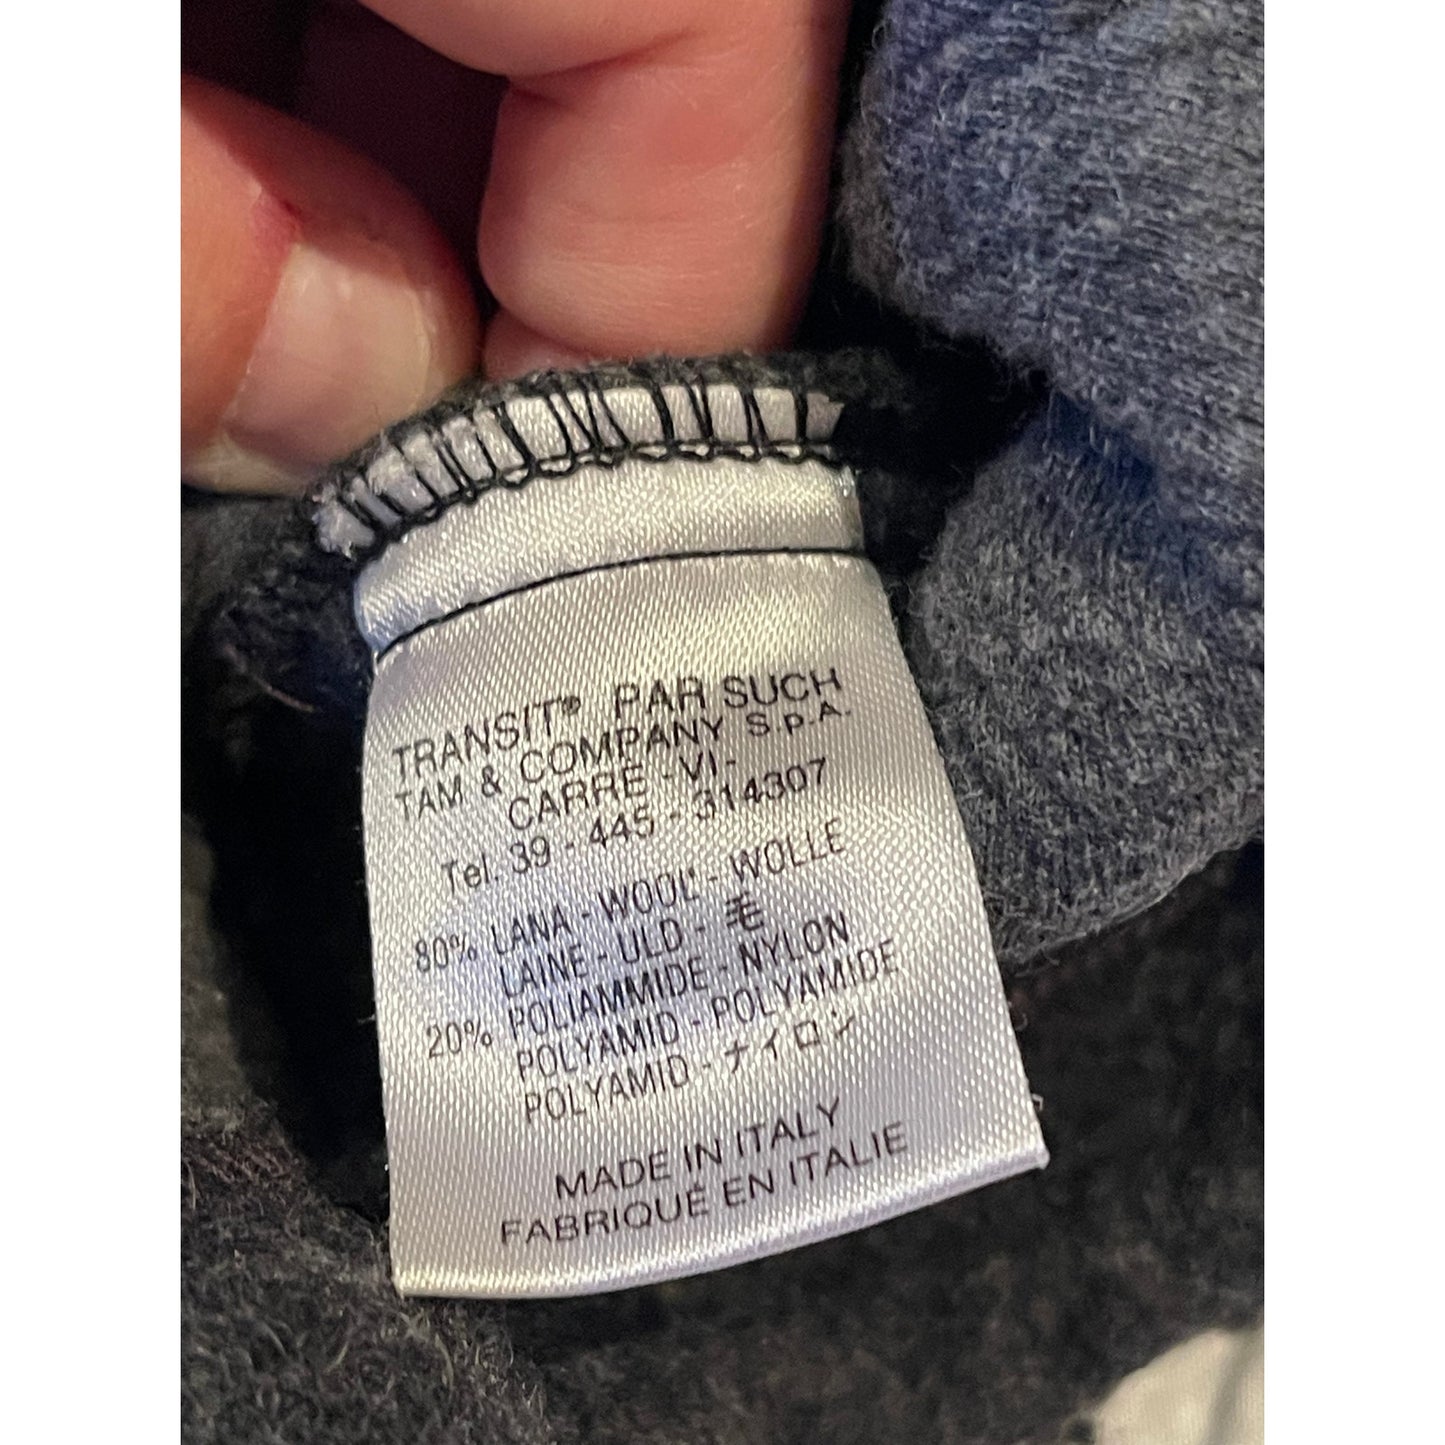 TRANSIT® PAR SUCH
TAM & COMPANY S.p.A.
CARRÈ - VI -
Tel. 39 - 445 - 314307
80% LANA - WOOL - WOLLE
LAINE - ULD - 毛
20% POLIAMMIDE - NYLON
POLYAMID - POLYAMIDE
POLYAMID - ナイロン
MADE IN ITALY
FABRIQUÉ EN ITALIE